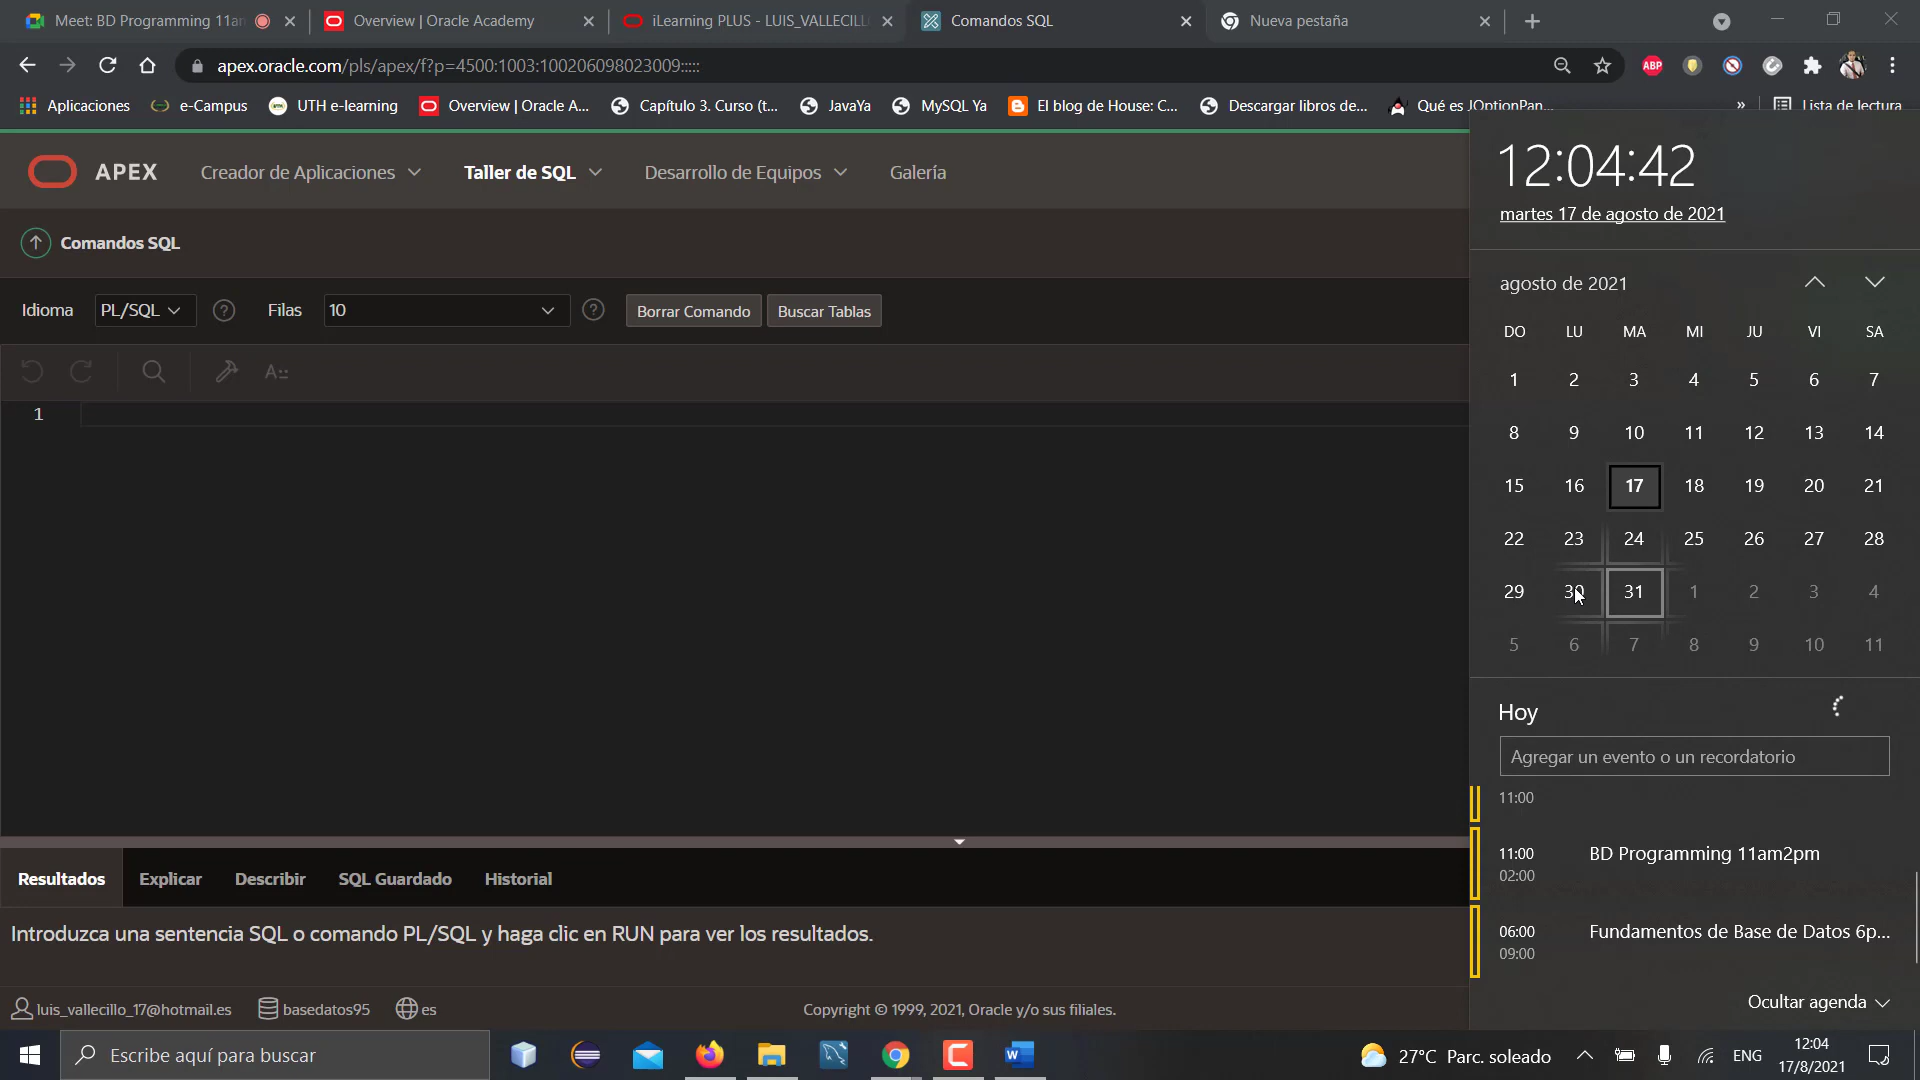 Meet: BD Programming 11am
Overview | Oracle Academy
iLearning PLUS - LUIS_VALLECILL
Comandos SQL
Nueva pestaña
apex.oracle.com/pls/apex/f?p=4500:1003:100206098023009:::::
ABP
Aplicaciones
e-Campus
UTH e-learning
Overview | Oracle A...
Capítulo 3. Curso (t...
JavaYa
MySQL Ya
El blog de House: C...
Descargar libros de...
Qué es JOptionPan...
»
Lista de lectura
APEX
Creador de Aplicaciones
Taller de SQL
Desarrollo de Equipos
Galería
Comandos SQL
Idioma
PL/SQL
Filas
10
Borrar Comando
Buscar Tablas
1
Resultados
Explicar
Describir
SQL Guardado
Historial
Introduzca una sentencia SQL o comando PL/SQL y haga clic en RUN para ver los resultados.
luis_vallecillo_17@hotmail.es
basedatos95
es
Copyright © 1999, 2021, Oracle y/o sus filiales.
12:04:42
martes 17 de agosto de 2021
agosto de 2021
DO LU MA MI JU VI SA
1 2 3 4 5 6 7
8 9 10 11 12 13 14
15 16 17 18 19 20 21
22 23 24 25 26 27 28
29 30 31 1 2 3 4
5 6 7 8 9 10 11
Hoy
Agregar un evento o un recordatorio
11:00
11:00 BD Programming 11am2pm
02:00
06:00 Fundamentos de Base de Datos 6p...
09:00
Ocultar agenda
Escribe aquí para buscar
27°C Parc. soleado
ENG
12:04
17/8/2021